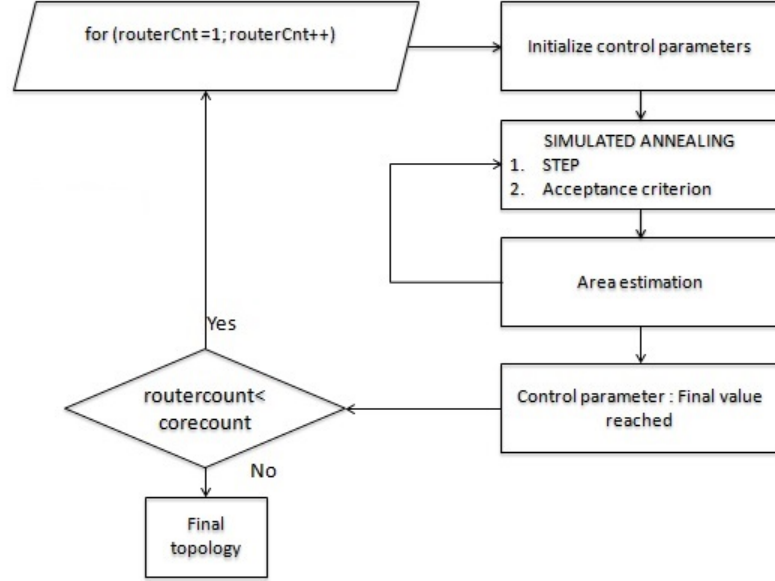 for (routerCnt =1; routerCnt++)
Initialize control parameters
SIMULATED ANNEALING
1. STEP
2. Acceptance criterion
Area estimation
Yes
routercount<
corecount
Control parameter : Final value
reached
No
Final
topology